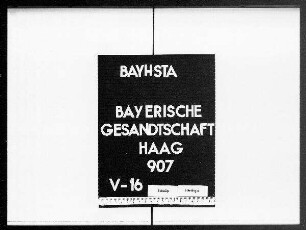 BAYHSTA
BAYERISCHE
GESANDTSCHAFT
HAAG
907
V-16